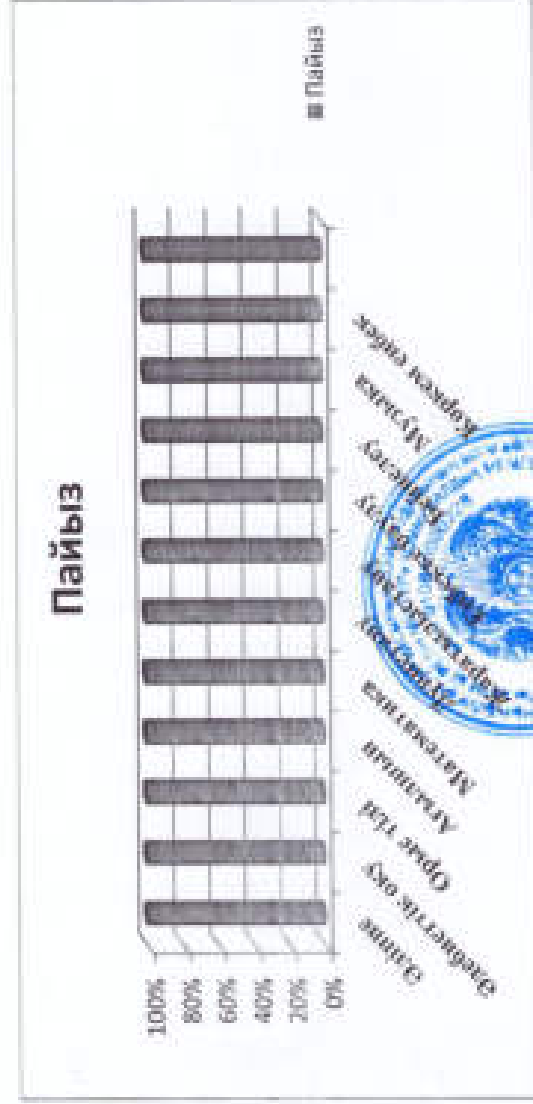 Пайыз
100%
80%
60%
40%
20%
0%
Әліппе
Әдебиеттік оқу
Орыс тілі
Ағылшын
Математика
Жаратылыстану
Дүниетану
Музыка
Көркем еңбек
Пайыз